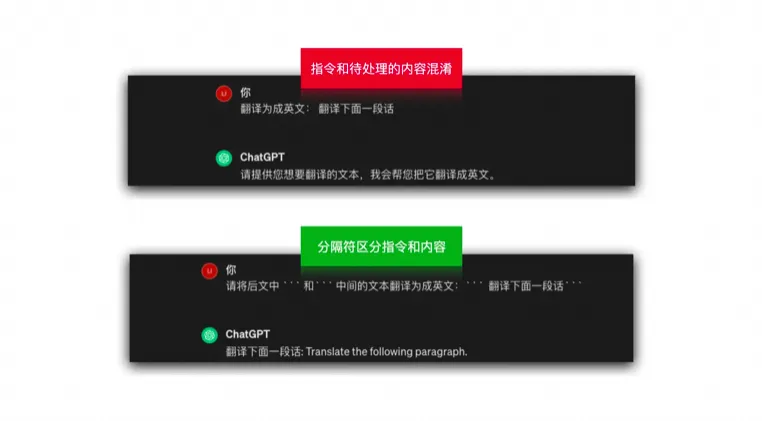 指令和待处理的内容混淆
你
翻译为成英文： 翻译下面一段话
ChatGPT
请提供您想要翻译的文本，我会帮您把它翻译成英文。
分隔符区分指令和内容
你
请将后文中 ``` 和 ``` 中间的文本翻译为成英文： ``` 翻译下面一段话 ```
ChatGPT
翻译下面一段话: Translate the following paragraph.